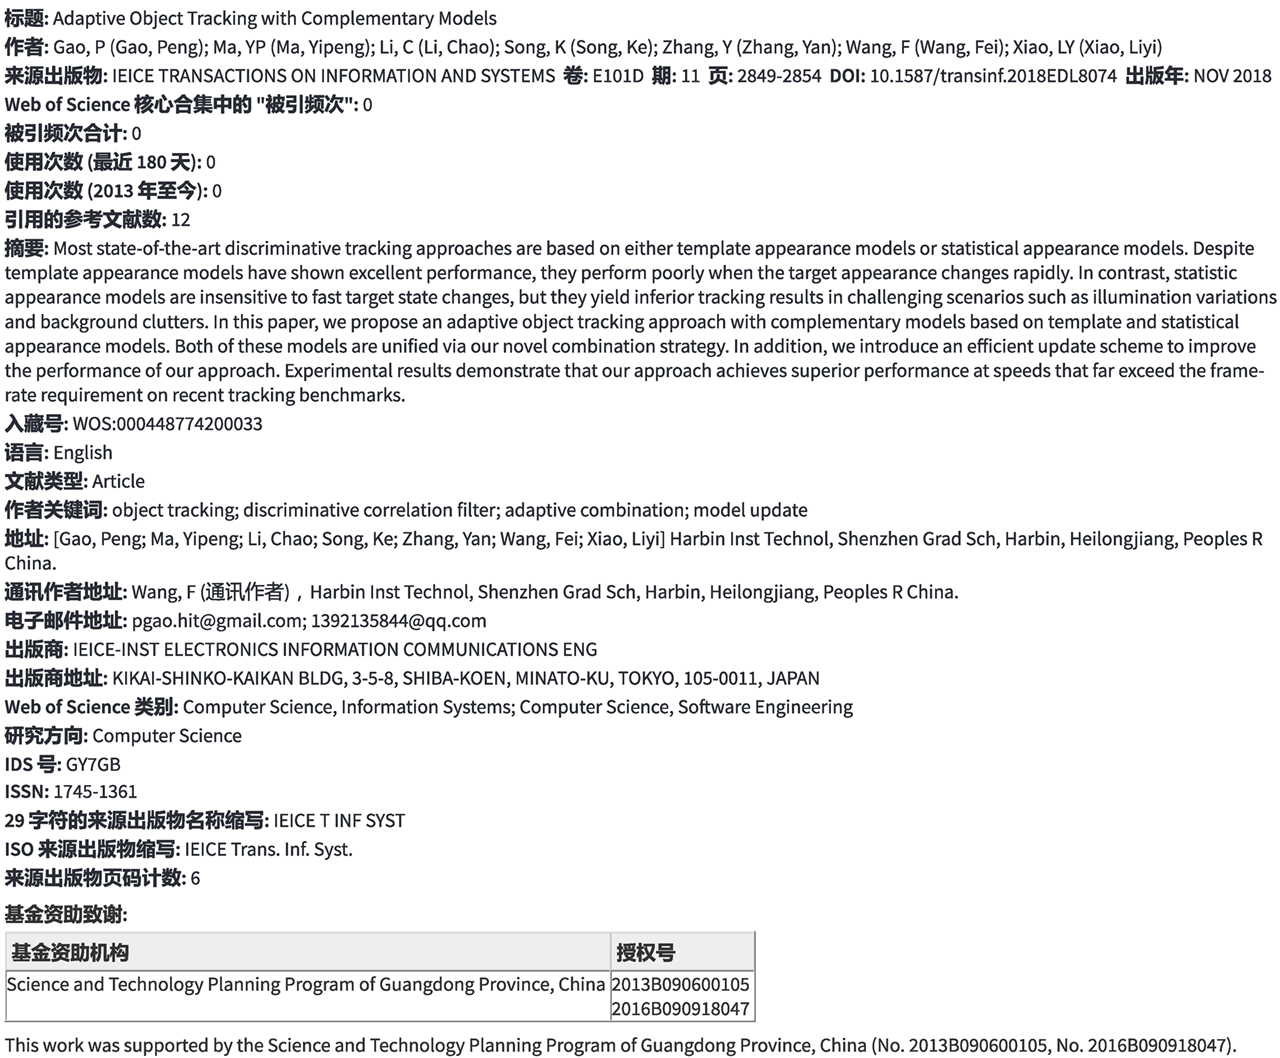 标题: Adaptive Object Tracking with Complementary Models
作者: Gao, P (Gao, Peng); Ma, YP (Ma, Yipeng); Li, C (Li, Chao); Song, K (Song, Ke); Zhang, Y (Zhang, Yan); Wang, F (Wang, Fei); Xiao, LY (Xiao, Liyi)
来源出版物: IEICE TRANSACTIONS ON INFORMATION AND SYSTEMS 卷: E101D 期: 11 页: 2849-2854 DOI: 10.1587/transinf.2018EDL8074 出版年: NOV 2018
Web of Science 核心合集中的 "被引频次": 0
被引频次合计: 0
使用次数 (最近 180 天): 0
使用次数 (2013 年至今): 0
引用的参考文献数: 12
摘要: Most state-of-the-art discriminative tracking approaches are based on either template appearance models or statistical appearance models. Despite
template appearance models have shown excellent performance, they perform poorly when the target appearance changes rapidly. In contrast, statistic
appearance models are insensitive to fast target state changes, but they yield inferior tracking results in challenging scenarios such as illumination variations
and background clutters. In this paper, we propose an adaptive object tracking approach with complementary models based on template and statistical
appearance models. Both of these models are unified via our novel combination strategy. In addition, we introduce an efficient update scheme to improve
the performance of our approach. Experimental results demonstrate that our approach achieves superior performance at speeds that far exceed the frame-
rate requirement on recent tracking benchmarks.
入藏号: WOS:000448774200033
语言: English
文献类型: Article
作者关键词: object tracking; discriminative correlation filter; adaptive combination; model update
地址: [Gao, Peng; Ma, Yipeng; Li, Chao; Song, Ke; Zhang, Yan; Wang, Fei; Xiao, Liyi] Harbin Inst Technol, Shenzhen Grad Sch, Harbin, Heilongjiang, Peoples R
China.
通讯作者地址: Wang, F (通讯作者)，Harbin Inst Technol, Shenzhen Grad Sch, Harbin, Heilongjiang, Peoples R China.
电子邮件地址: pgao.hit@gmail.com; 1392135844@qq.com
出版商: IEICE-INST ELECTRONICS INFORMATION COMMUNICATIONS ENG
出版商地址: KIKAI-SHINKO-KAIKAN BLDG, 3-5-8, SHIBA-KOEN, MINATO-KU, TOKYO, 105-0011, JAPAN
Web of Science 类别: Computer Science, Information Systems; Computer Science, Software Engineering
研究方向: Computer Science
IDS 号: GY7GB
ISSN: 1745-1361
29 字符的来源出版物名称缩写: IEICE T INF SYST
ISO 来源出版物缩写: IEICE Trans. Inf. Syst.
来源出版物页码计数: 6
基金资助致谢:
基金资助机构 授权号
Science and Technology Planning Program of Guangdong Province, China 2013B090600105
2016B090918047
This work was supported by the Science and Technology Planning Program of Guangdong Province, China (No. 2013B090600105, No. 2016B090918047).